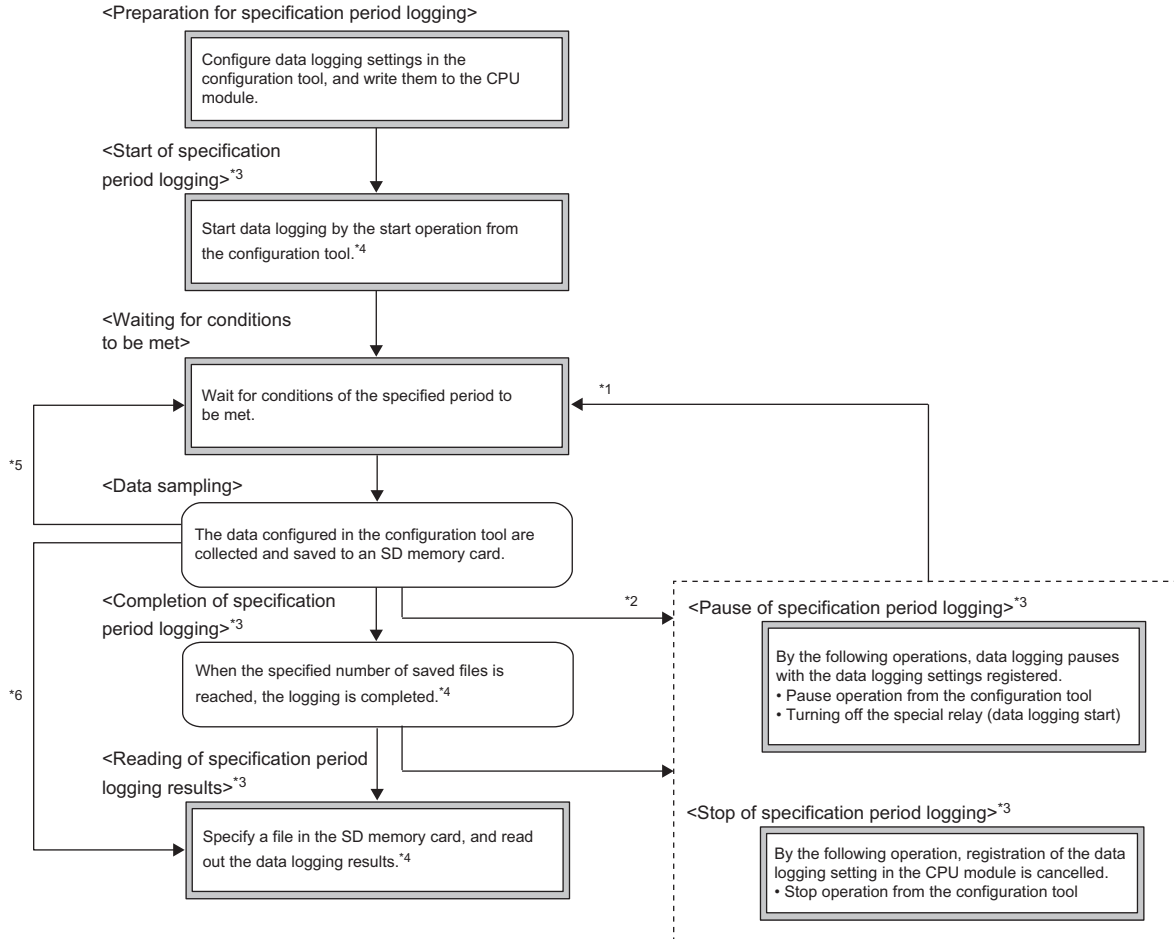 <Preparation for specification period logging>
Configure data logging settings in the
configuration tool, and write them to the CPU
module.
<Start of specification
period logging>*3
Start data logging by the start operation from
the configuration tool.*4
<Waiting for conditions
to be met>
Wait for conditions of the specified period to
be met.
*1
*5
<Data sampling>
The data configured in the configuration tool are
collected and saved to an SD memory card.
<Completion of specification
period logging>*3
*2
When the specified number of saved files is
reached, the logging is completed.*4
*6
<Reading of specification period
logging results>*3
Specify a file in the SD memory card, and read
out the data logging results.*4
<Pause of specification period logging>*3
By the following operations, data logging pauses
with the data logging settings registered.
• Pause operation from the configuration tool
• Turning off the special relay (data logging start)
<Stop of specification period logging>*3
By the following operation, registration of the data
logging setting in the CPU module is cancelled.
• Stop operation from the configuration tool